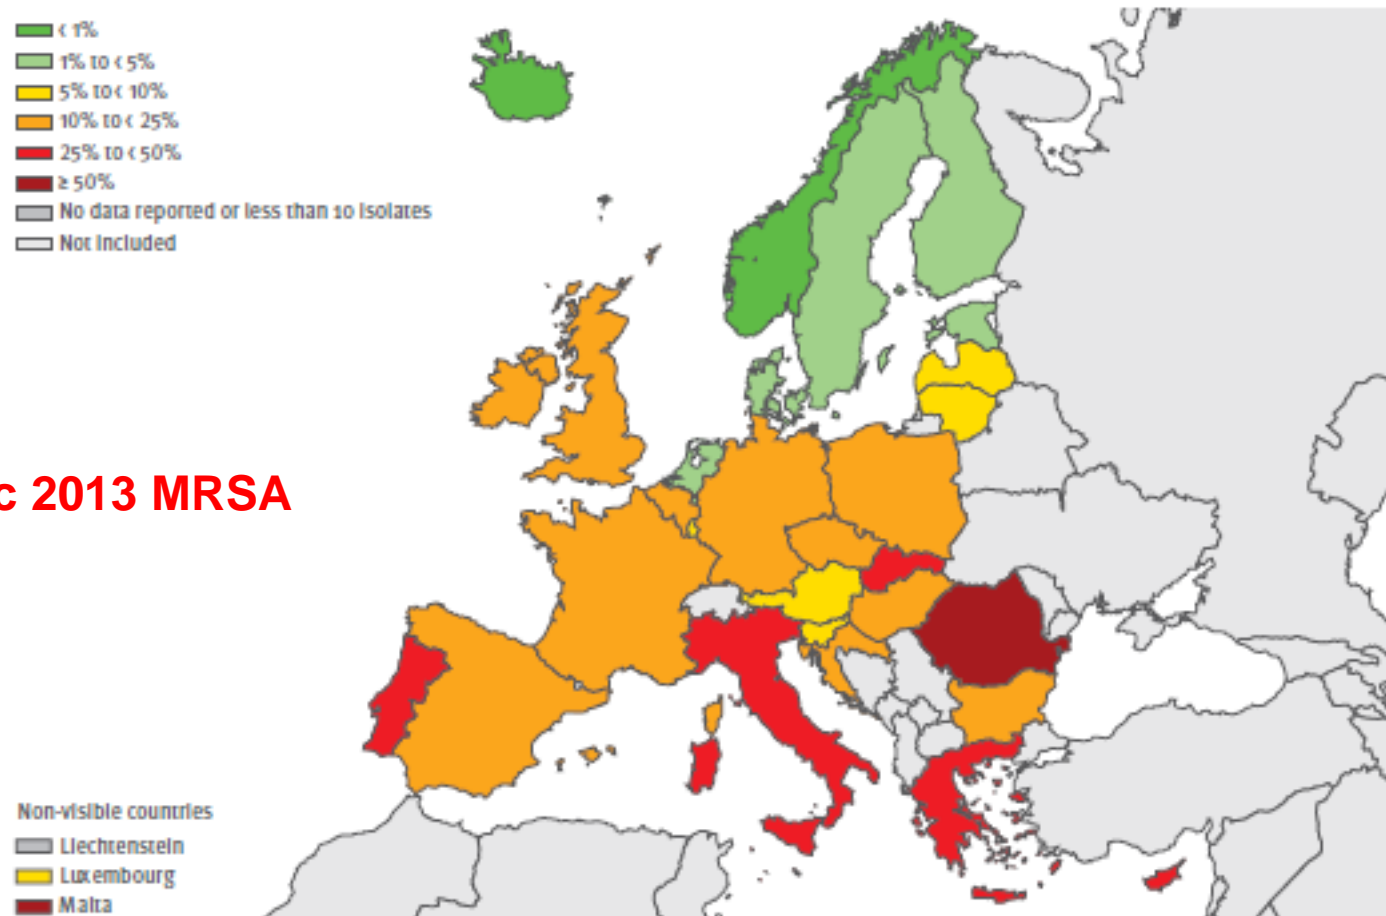 < 1%
1% to < 5%
5% to < 10%
10% to < 25%
25% to < 50%
≥ 50%
No data reported or less than 10 isolates
Not included
c 2013 MRSA
Non-visible countries
Liechtenstein
Luxembourg
Malta